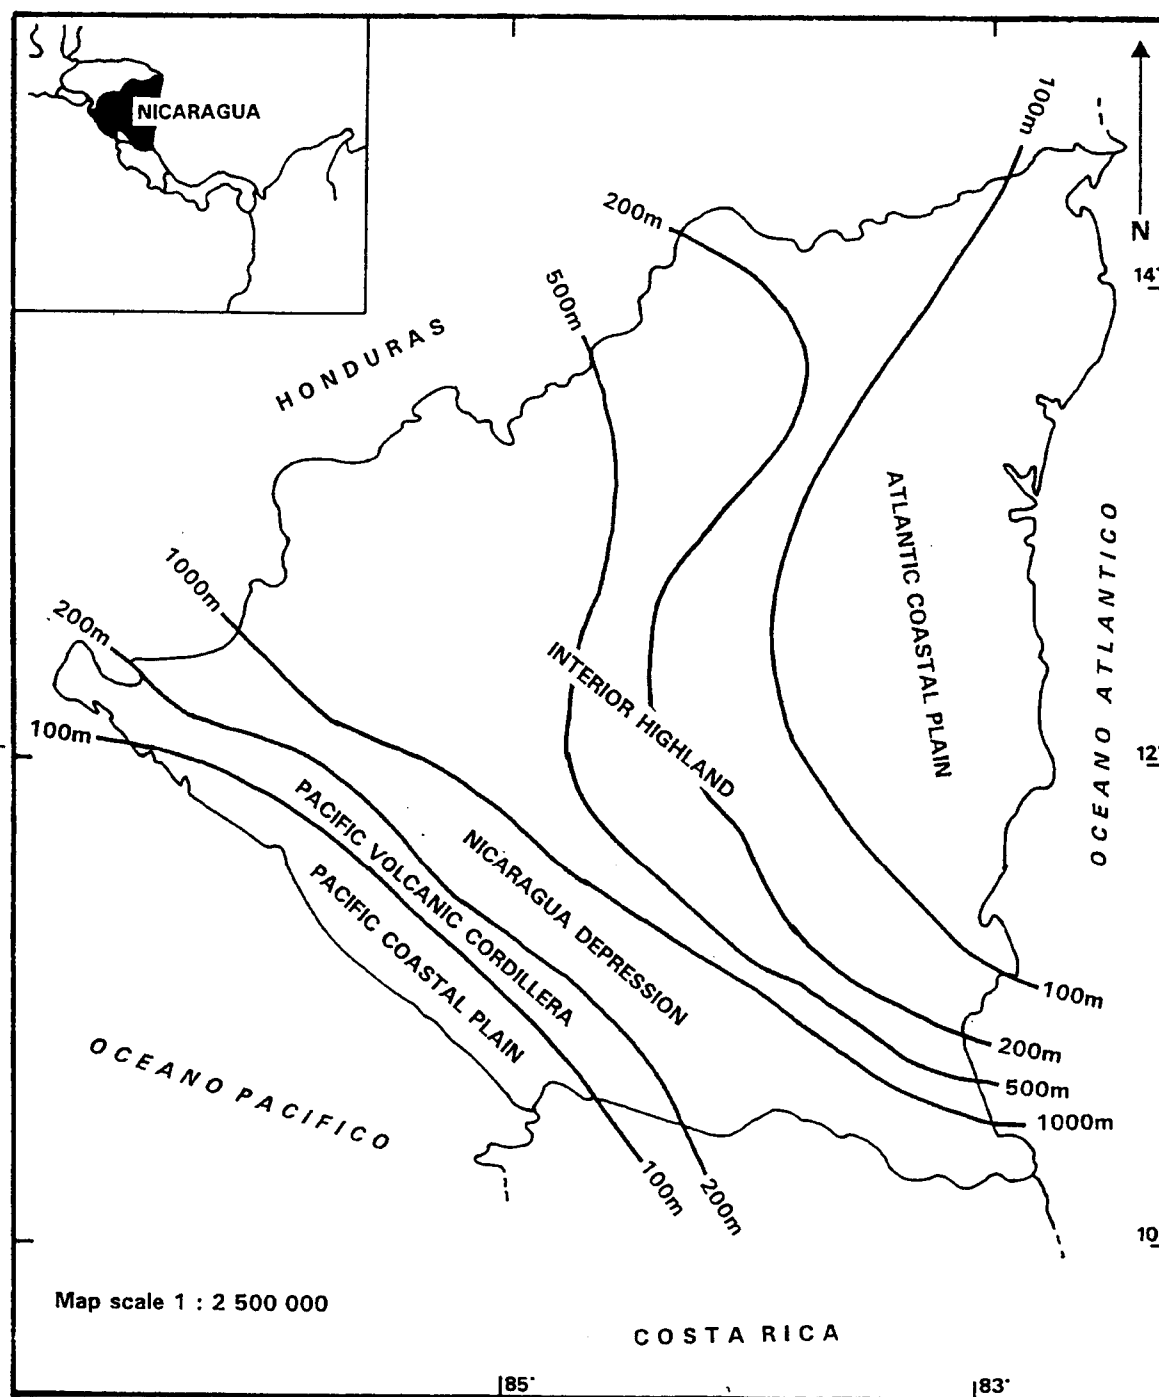 NICARAGUA
100m
N
200m
14°
500m
HONDURAS
ATLANTIC COASTAL PLAIN
OCEANO ATLANTICO
1000m
200m
INTERIOR HIGHLAND
100m
12°
PACIFIC VOLCANIC CORDILLERA
NICARAGUA DEPRESSION
PACIFIC COASTAL PLAIN
100m
OCEANO PACIFICO
200m
500m
1000m
100m
200m
10
Map scale 1 : 2 500 000
COSTA RICA
85°
83°